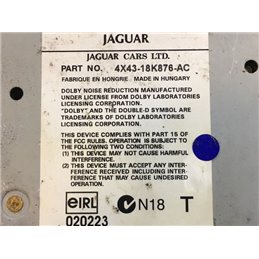 JAGUAR
JAGUAR CARS LTD.
PART NO. 4X43-18K876-AC
FABRIQUE EN HONGRIE MADE IN HUNGARY
DOLBY NOISE REDUCTION MANUFACTURED
UNDER LICENSE FROM DOLBY LABORATORIES
LICENSING CORPORATION.
"DOLBY" AND THE DOUBLE-D SYMBOL ARE
TRADEMARKS OF DOLBY LABORATORIES
LICENSING CORPORATION.
THIS DEVICE COMPLIES WITH PART 15 OF
THE FCC RULES. OPERATION IS SUBJECT TO
THE FOLLOWING TWO CONDITIONS:
(1) THIS DEVICE MAY NOT CAUSE HARMFUL
INTERFERENCE.
(2) THIS DEVICE MUST ACCEPT ANY INTER-
FERENCE RECEIVED INCLUDING INTER-
FERENCE THAT MAY CAUSE UNDESIRED
OPERATION.
eIRL N18 T
020223